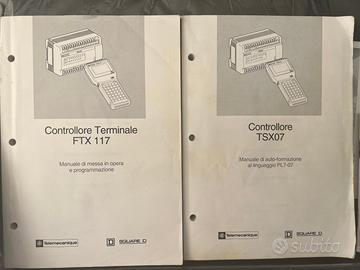 Controllore Terminale
FTX 117
Manuale di messa in opera
e programmazione
Telemecanique
SQUARE D
Controllore
TSX07
Manuale di auto-formazione
al linguaggio PL7-07
Telemecanique
SQUARE D
subito